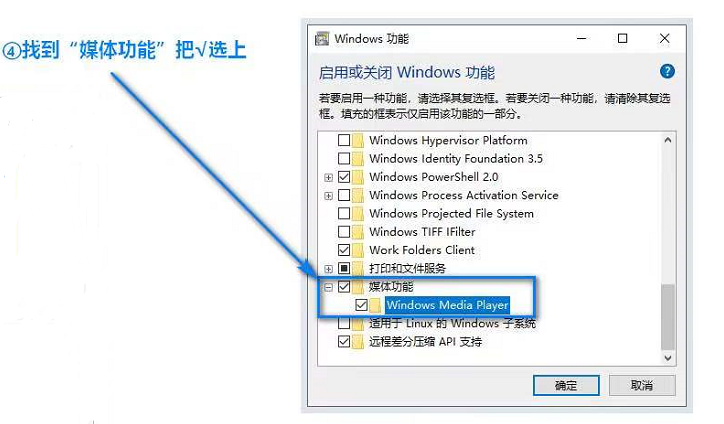 ④找到“媒体功能”把√选上
Windows 功能
启用或关闭 Windows 功能
若要启用一种功能，请选择其复选框。若要关闭一种功能，请清除其复选
框。填充的框表示仅启用该功能的一部分。
Windows Hypervisor Platform
Windows Identity Foundation 3.5
Windows PowerShell 2.0
Windows Process Activation Service
Windows Projected File System
Windows TIFF IFilter
Work Folders Client
打印和文件服务
媒体功能
Windows Media Player
适用于 Linux 的 Windows 子系统
远程差分压缩 API 支持
确定
取消